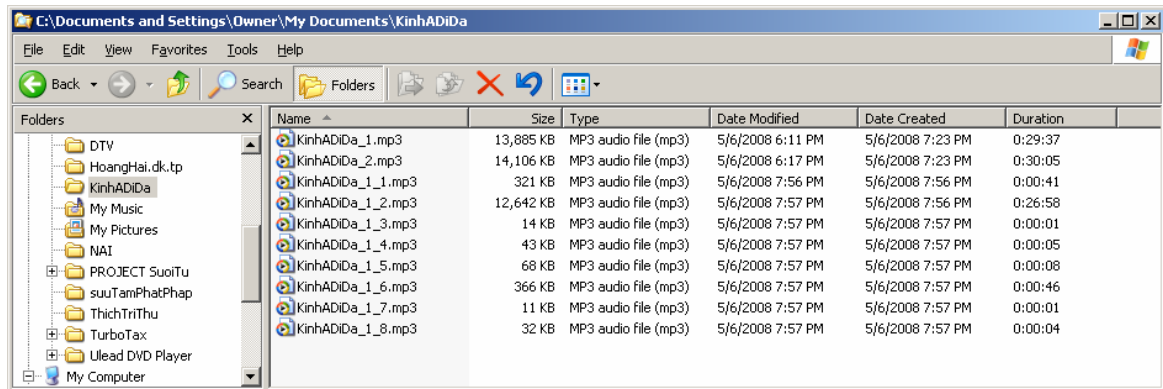 C:\Documents and Settings\Owner\My Documents\KinhADiDa
File Edit View Favorites Tools Help
Back Search Folders
Folders
DTV
HoangHai.dk.tp
KinhADiDa
My Music
My Pictures
NAI
PROJECT SuoiTu
suuTamPhatPhap
ThichTriThu
TurboTax
Ulead DVD Player
My Computer
Name Size Type Date Modified Date Created Duration
KinhADiDa_1.mp3 13,885 KB MP3 audio file (mp3) 5/6/2008 6:11 PM 5/6/2008 7:23 PM 0:29:37
KinhADiDa_2.mp3 14,106 KB MP3 audio file (mp3) 5/6/2008 6:17 PM 5/6/2008 7:23 PM 0:30:05
KinhADiDa_1_1.mp3 321 KB MP3 audio file (mp3) 5/6/2008 7:56 PM 5/6/2008 7:56 PM 0:00:41
KinhADiDa_1_2.mp3 12,642 KB MP3 audio file (mp3) 5/6/2008 7:57 PM 5/6/2008 7:56 PM 0:26:58
KinhADiDa_1_3.mp3 14 KB MP3 audio file (mp3) 5/6/2008 7:57 PM 5/6/2008 7:57 PM 0:00:01
KinhADiDa_1_4.mp3 43 KB MP3 audio file (mp3) 5/6/2008 7:57 PM 5/6/2008 7:57 PM 0:00:05
KinhADiDa_1_5.mp3 68 KB MP3 audio file (mp3) 5/6/2008 7:57 PM 5/6/2008 7:57 PM 0:00:08
KinhADiDa_1_6.mp3 366 KB MP3 audio file (mp3) 5/6/2008 7:57 PM 5/6/2008 7:57 PM 0:00:46
KinhADiDa_1_7.mp3 11 KB MP3 audio file (mp3) 5/6/2008 7:57 PM 5/6/2008 7:57 PM 0:00:01
KinhADiDa_1_8.mp3 32 KB MP3 audio file (mp3) 5/6/2008 7:57 PM 5/6/2008 7:57 PM 0:00:04